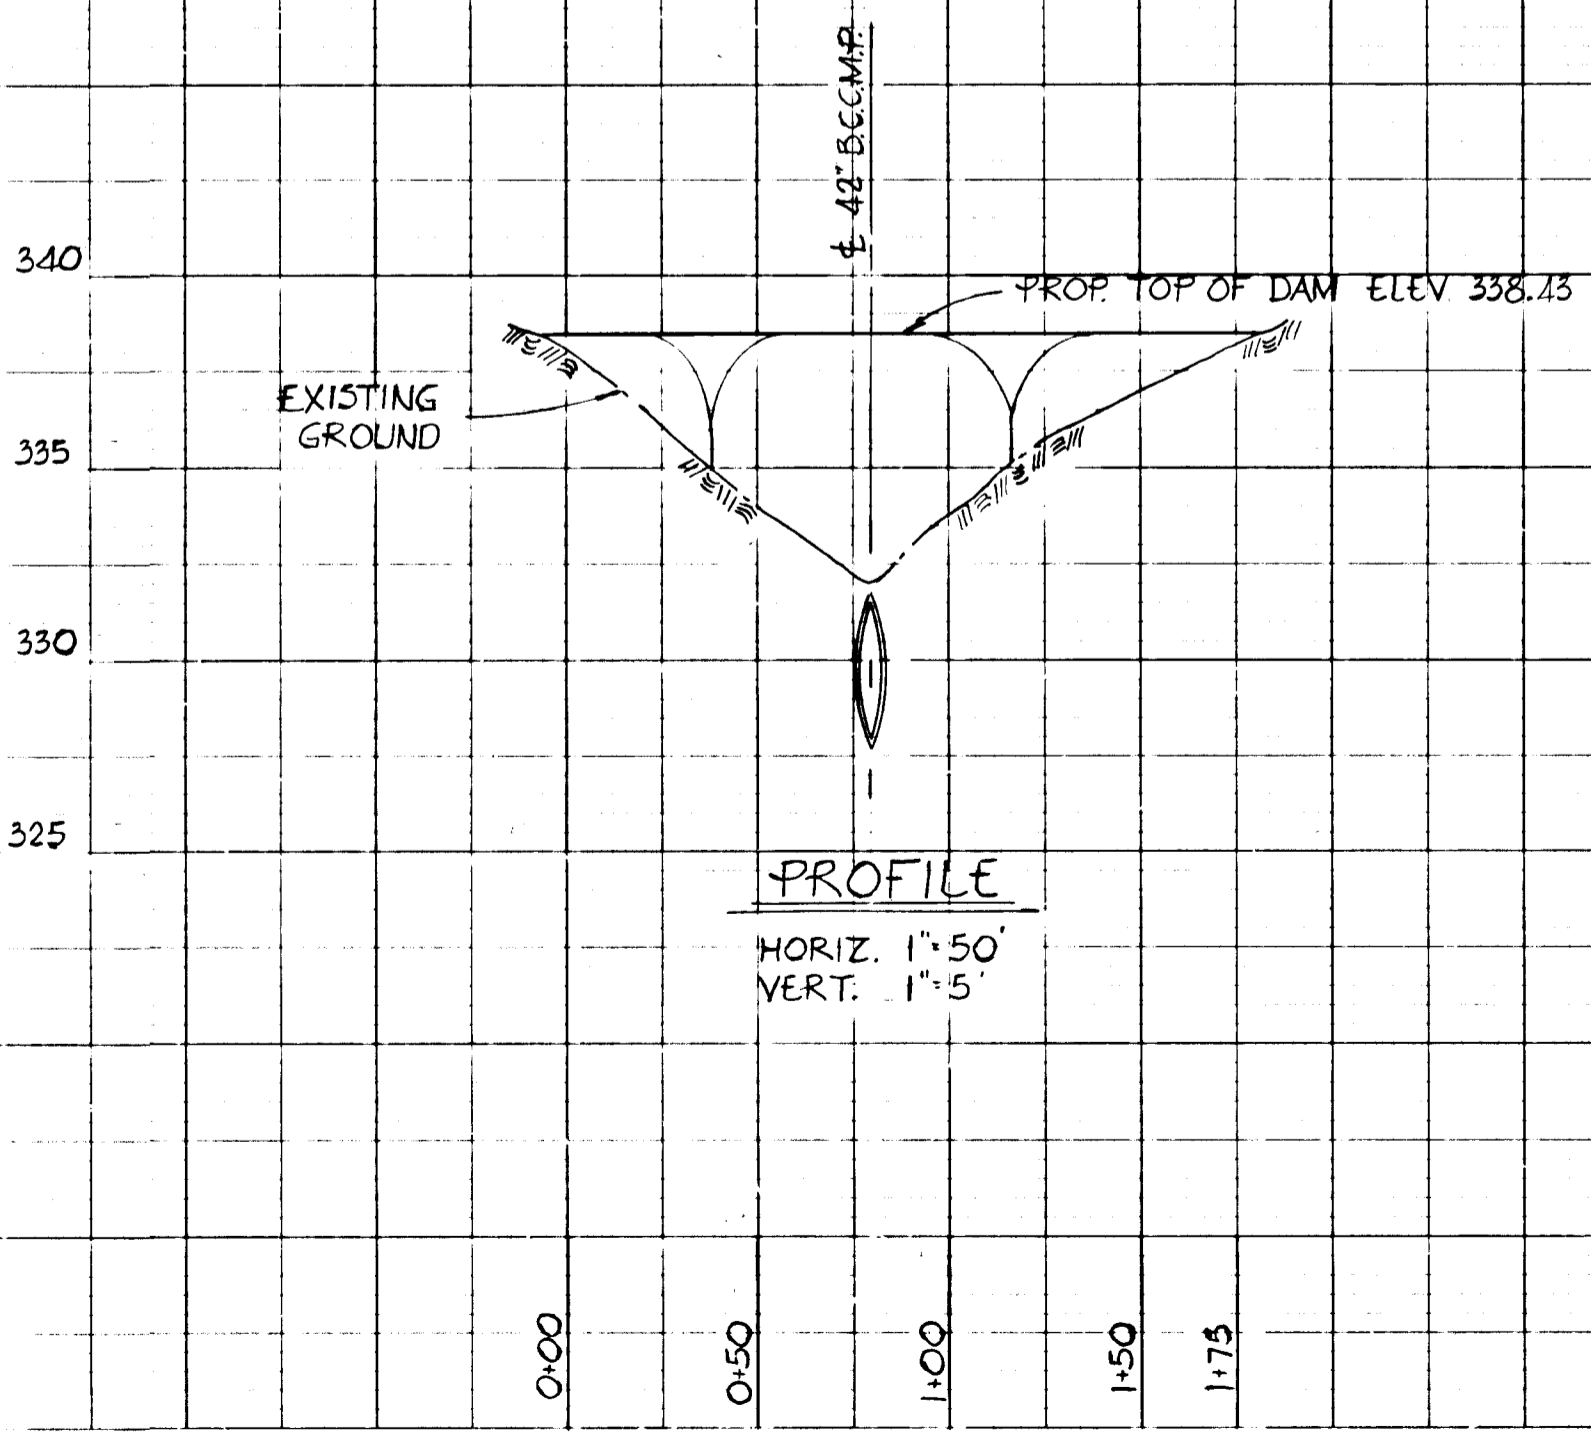 ℄ 42" B.C.C.M.P.
340
PROP. TOP OF DAM ELEV. 338.43
EXISTING
GROUND
335
330
325
PROFILE
HORIZ. 1"=50'
VERT. 1"=5'
0+00
0+50
1+00
1+50
1+75